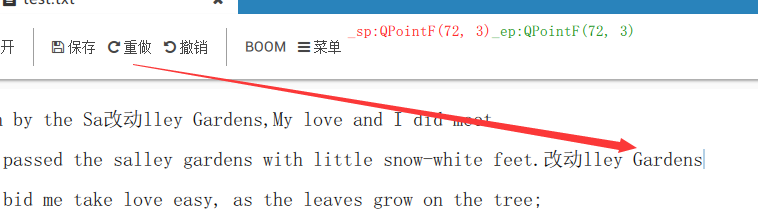 test.txt
开 保存 重做 撤销 BOOM 菜单 _sp:QPointF(72, 3)_ep:QPointF(72, 3)
by the Sa改动lley Gardens,My love and I did meet
passed the salley gardens with little snow-white feet.改动lley Gardens
bid me take love easy, as the leaves grow on the tree;